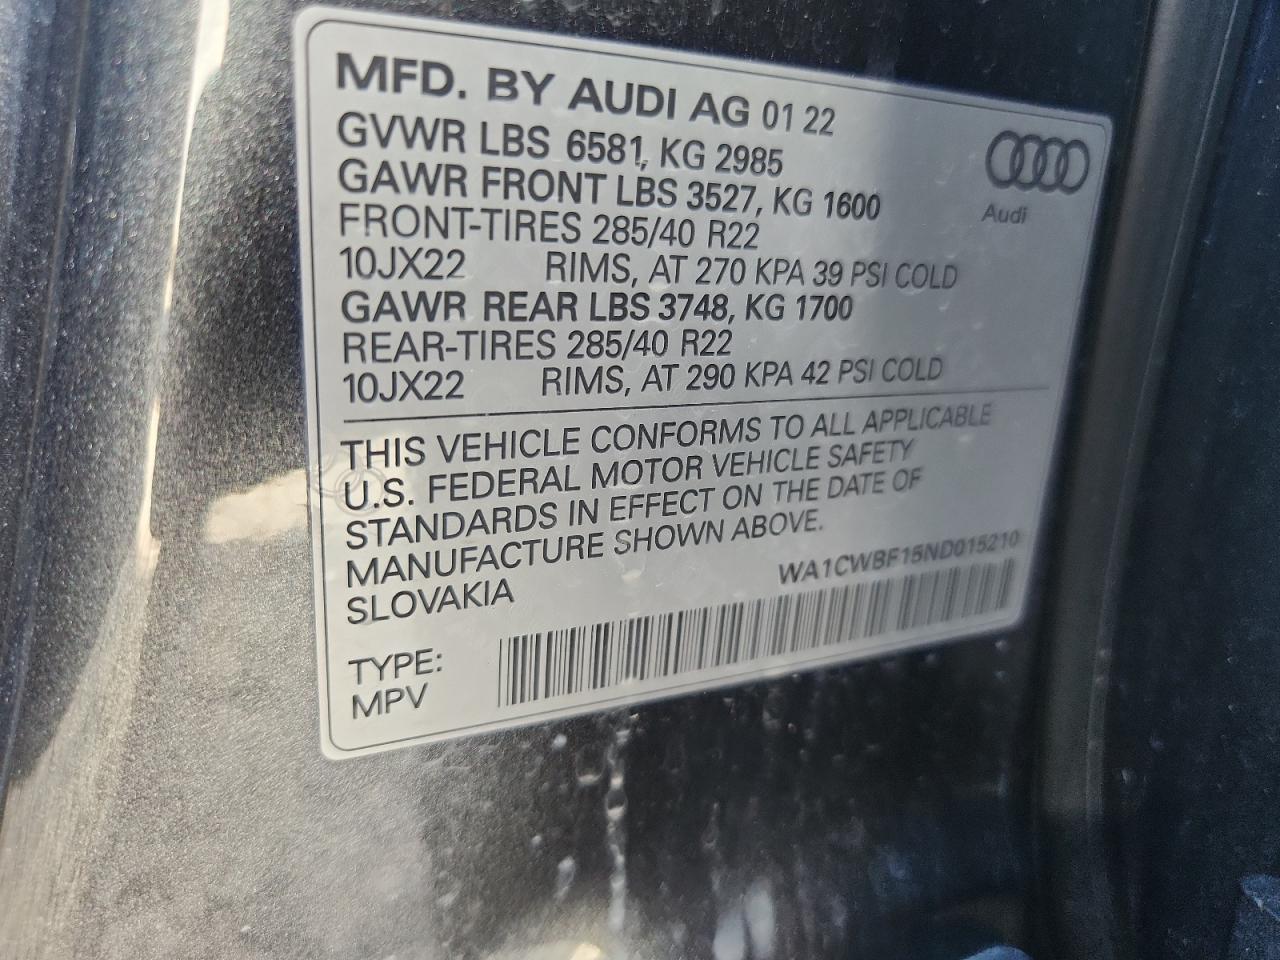 MFD. BY AUDI AG 01 22
GVWR LBS 6581, KG 2985
GAWR FRONT LBS 3527, KG 1600
FRONT-TIRES 285/40 R22
10JX22 RIMS, AT 270 KPA 39 PSI COLD
GAWR REAR LBS 3748, KG 1700
REAR-TIRES 285/40 R22
10JX22 RIMS, AT 290 KPA 42 PSI COLD
Audi
THIS VEHICLE CONFORMS TO ALL APPLICABLE
U.S. FEDERAL MOTOR VEHICLE SAFETY
STANDARDS IN EFFECT ON THE DATE OF
MANUFACTURE SHOWN ABOVE.
SLOVAKIA
WA1CWBF15ND015210
TYPE:
MPV